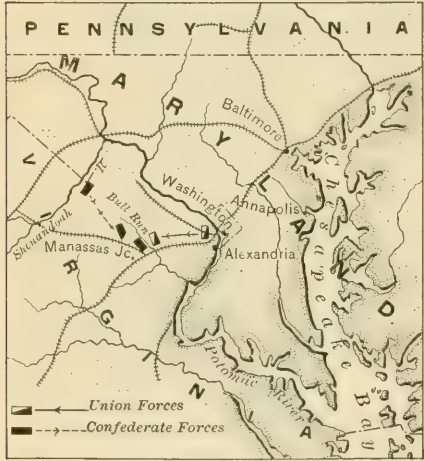 PENNSYLVANIA
MARYLAND
Baltimore
Chesapeake Bay
Washington
Annapolis
Bull Run
Shenandoah
Manassas Jc.
Alexandria
VIRGINIA
Potomac River
Union Forces
Confederate Forces